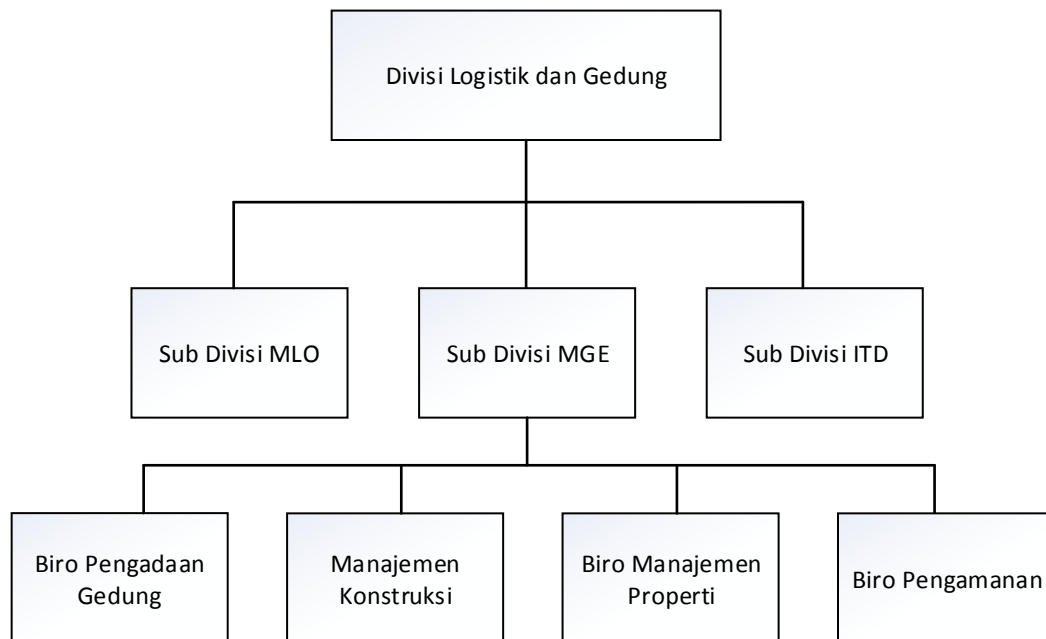 Divisi Logistik dan Gedung
Sub Divisi MLO
Sub Divisi MGE
Sub Divisi ITD
Biro Pengadaan
Gedung
Manajemen
Konstruksi
Biro Manajemen
Properti
Biro Pengamanan